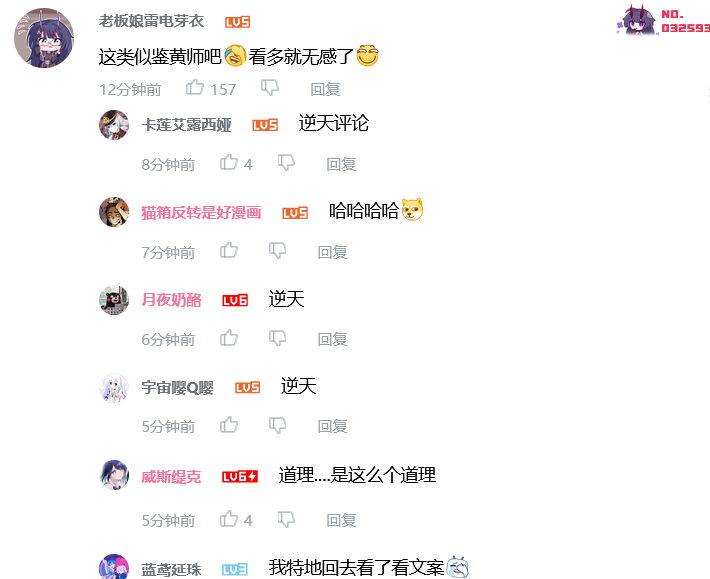 老板娘雷电芽衣 LV5
NO.
032593
这类似鉴黄师吧看多就无感了
12分钟前 157 回复
卡莲艾露西娅 LV5 逆天评论
8分钟前 4 回复
猫箱反转是好漫画 LV5 哈哈哈哈
7分钟前 回复
月夜奶酪 LV6 逆天
6分钟前 回复
宇宙嘤Q嘤 LV5 逆天
5分钟前 回复
威斯缇克 LV6 道理....是这么个道理
5分钟前 4 回复
蓝鸢延珠 LV3 我特地回去看了看文案